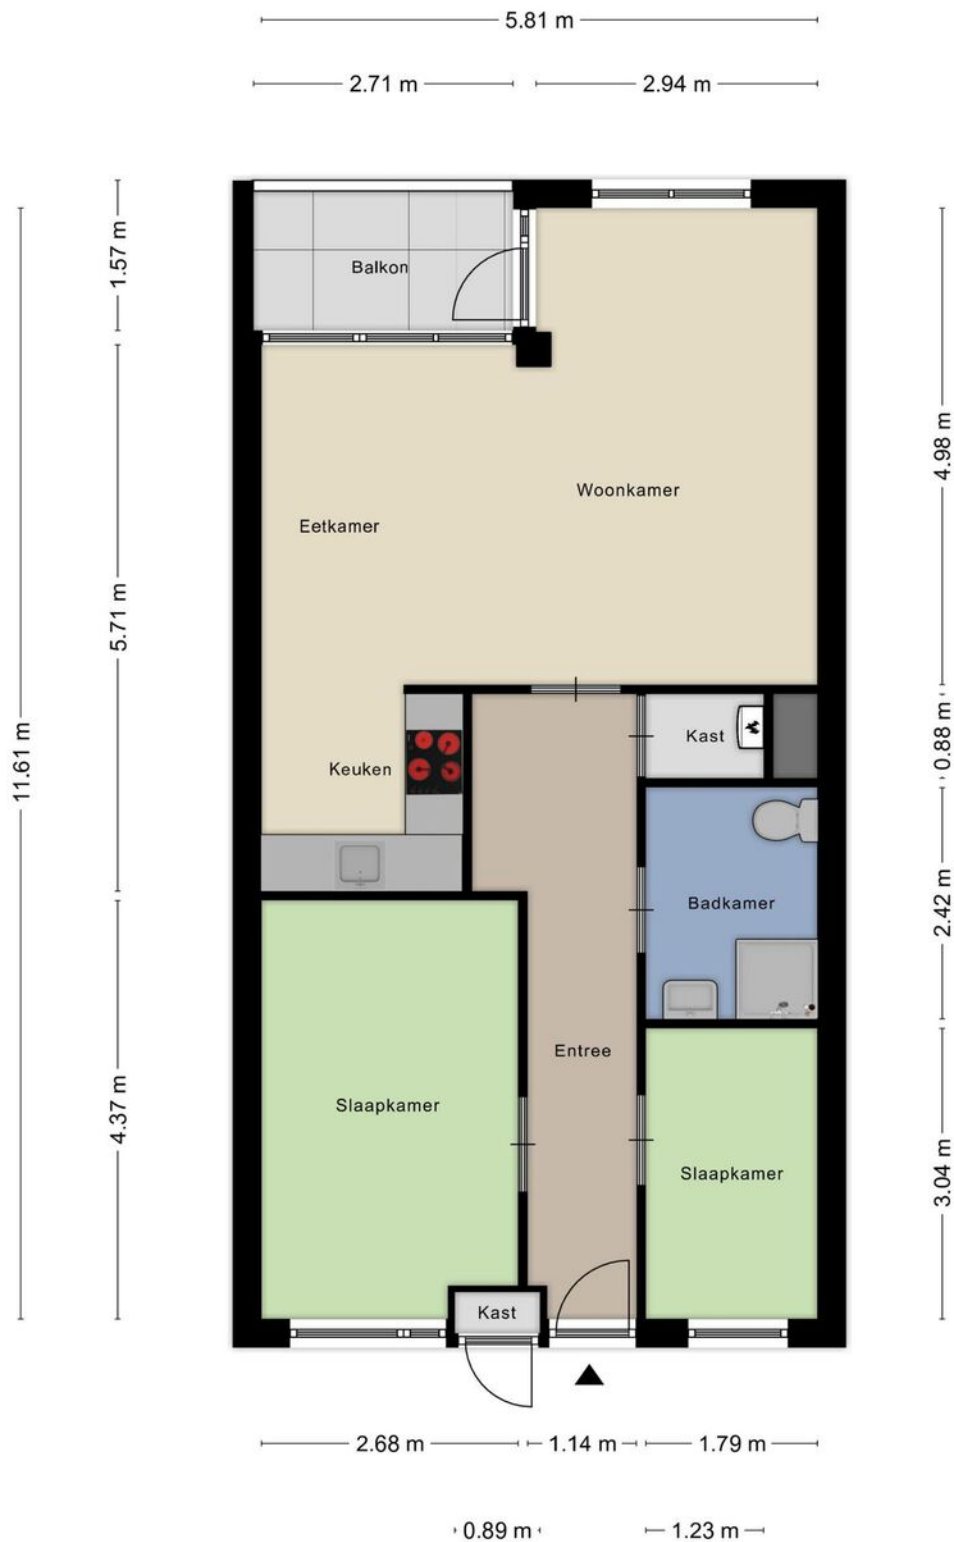 5.81 m
2.71 m
2.94 m
1.57 m
11.61 m
5.71 m
4.37 m
4.98 m
0.88 m
2.42 m
3.04 m
Balkon
Woonkamer
Eetkamer
Kast
Keuken
Badkamer
Entree
Slaapkamer
Slaapkamer
Kast
2.68 m
1.14 m
1.79 m
0.89 m
1.23 m